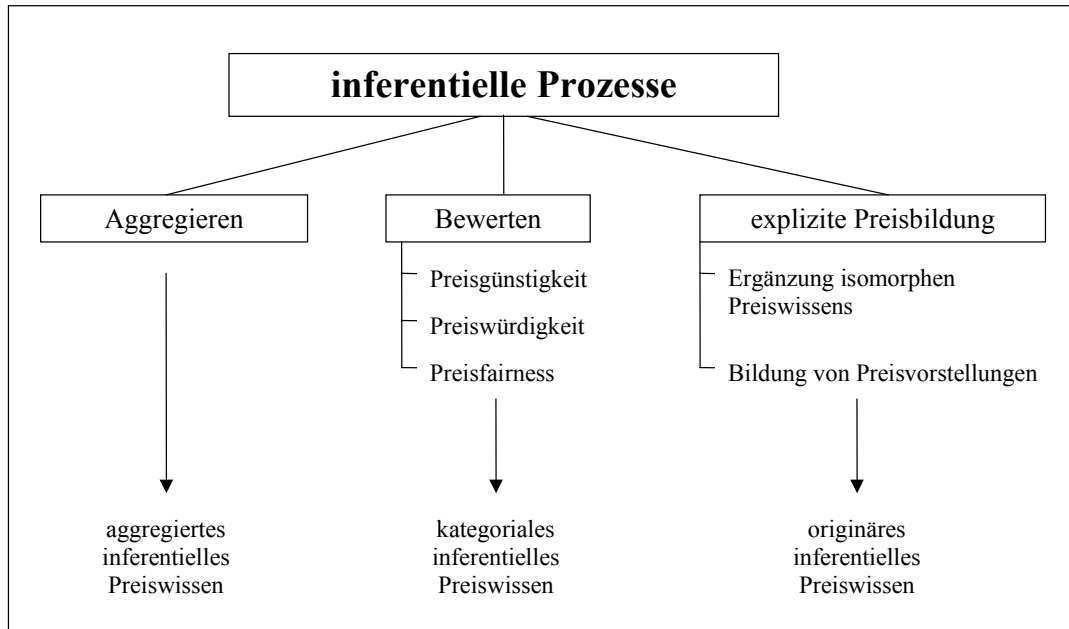 inferentielle Prozesse
Aggregieren
Bewerten
explizite Preisbildung
Preisgünstigkeit
Preiswürdigkeit
Preisfairness
Ergänzung isomorphen
Preiswissens
Bildung von Preisvorstellungen
aggregiertes
inferentielles
Preiswissen
kategoriales
inferentielles
Preiswissen
originäres
inferentielles
Preiswissen